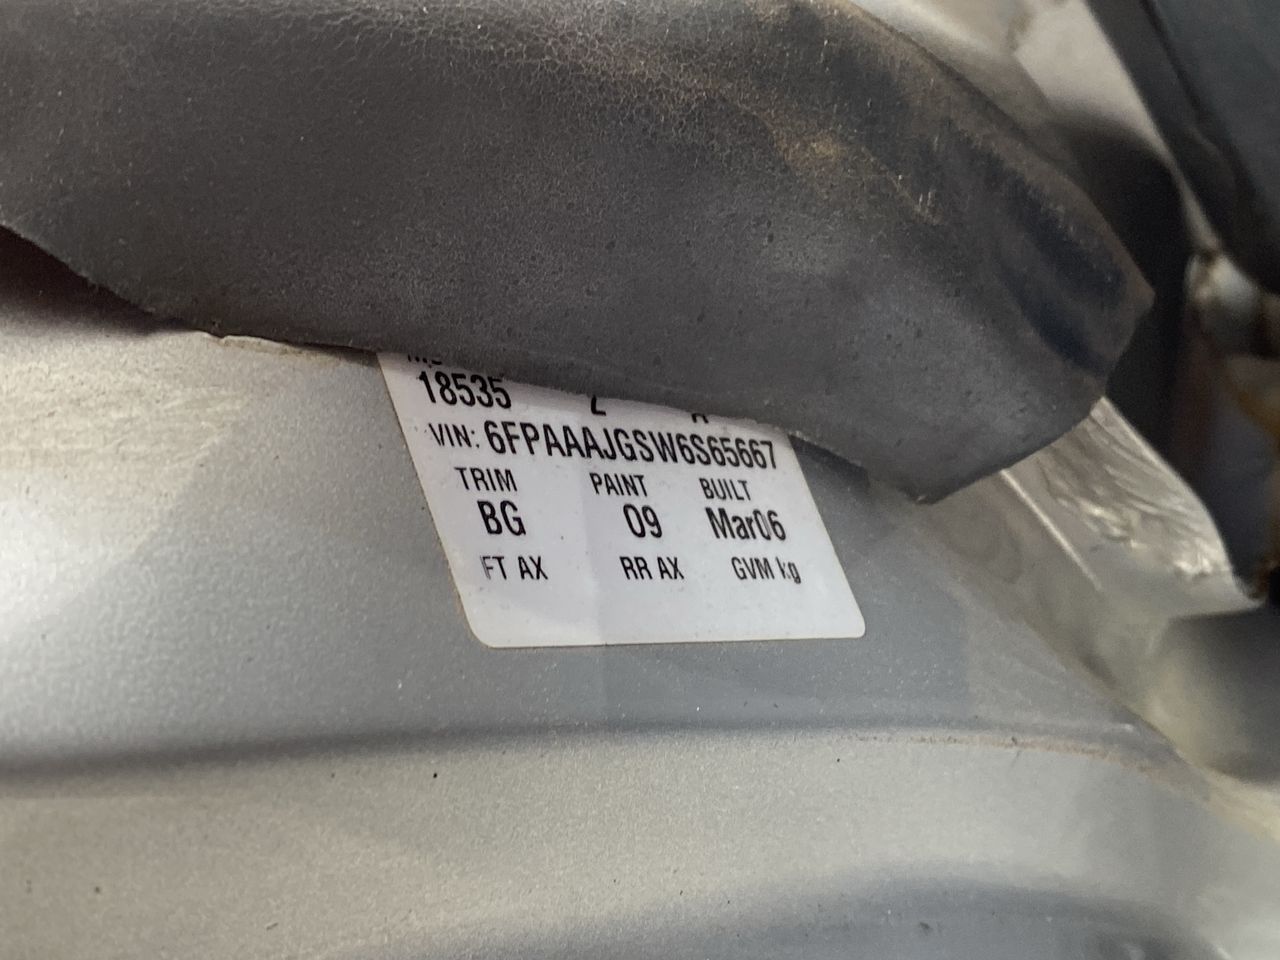 18535
VIN: 6FPAAAJGSW6S65667
TRIM PAINT BUILT
BG 09 Mar06
FT AX RR AX GVM kg